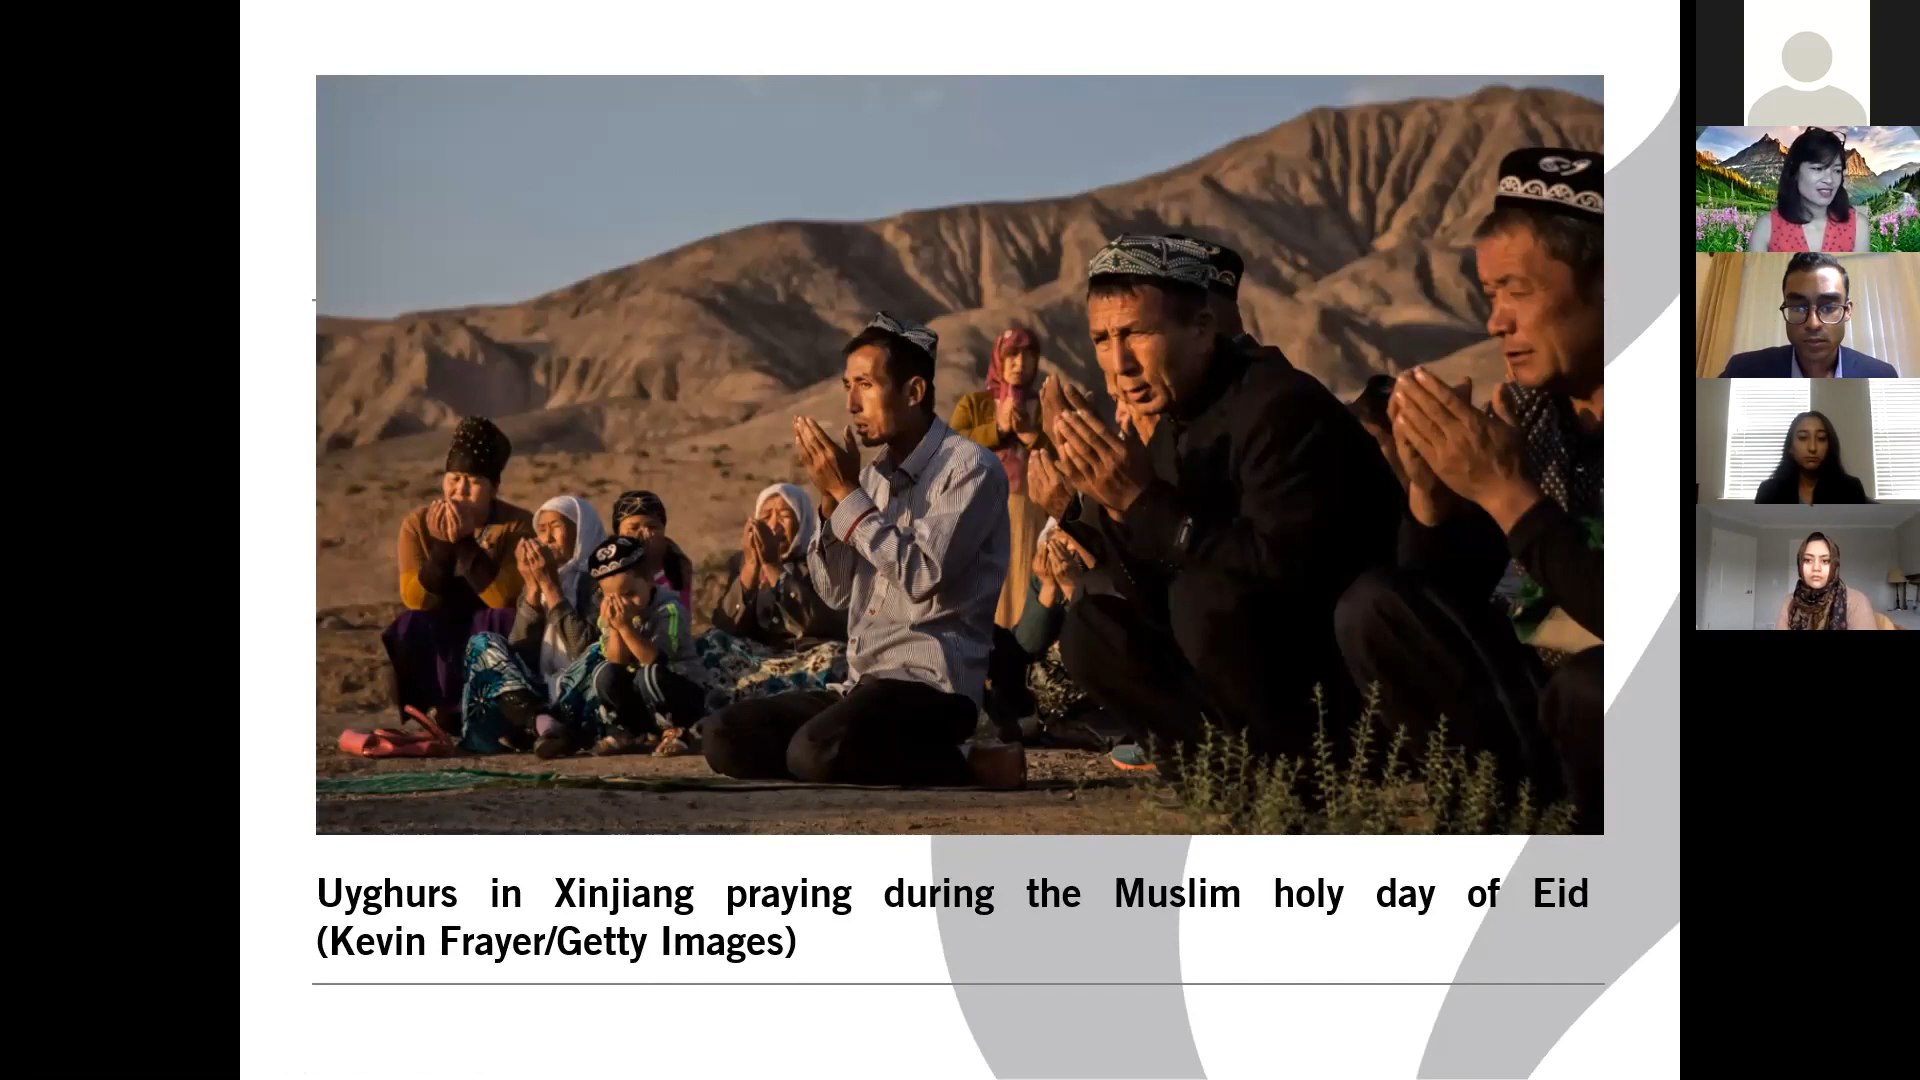 Uyghurs in Xinjiang praying during the Muslim holy day of Eid
(Kevin Frayer/Getty Images)